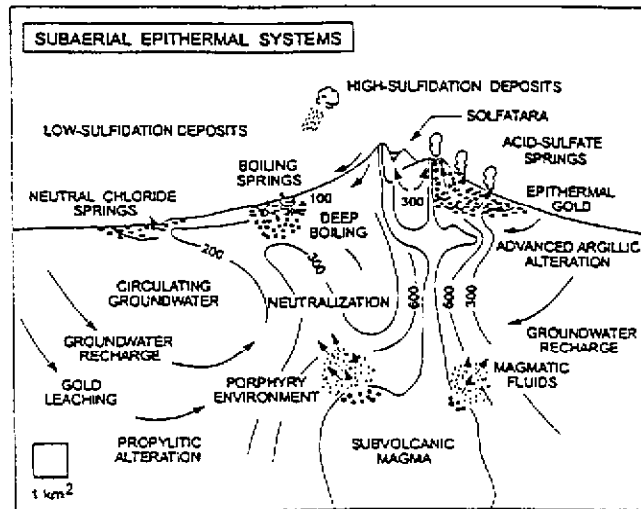 SUBAERIAL EPITHERMAL SYSTEMS
HIGH-SULFIDATION DEPOSITS
SOLFATARA
LOW-SULFIDATION DEPOSITS
ACID-SULFATE
SPRINGS
BOILING
SPRINGS
NEUTRAL CHLORIDE
SPRINGS
100
300
EPITHERMAL
GOLD
DEEP
BOILING
200
300
ADVANCED ARGILLIC
ALTERATION
CIRCULATING
GROUNDWATER
NEUTRALIZATION
600
600
300
GROUNDWATER
RECHARGE
GROUNDWATER
RECHARGE
GOLD
LEACHING
PORPHYRY
ENVIRONMENT
MAGMATIC
FLUIDS
PROPYLITIC
ALTERATION
SUBVOLCANIC
MAGMA
1 km2